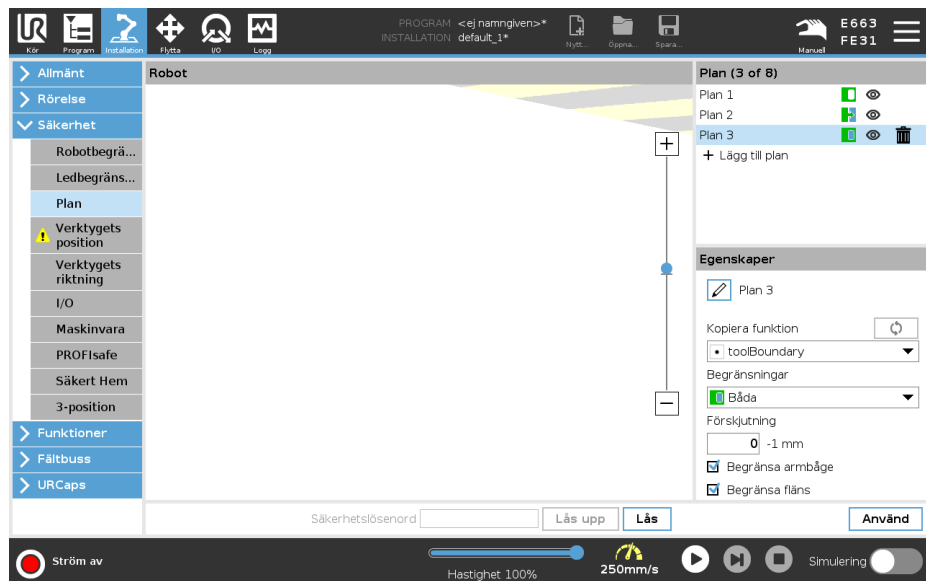 PROGRAM <ej namngiven>*
INSTALLATION default_1*
Kör
Program
Installation
Flytta
I/O
Logg
Nytt...
Öppna...
Spara...
Manuell
E663
FE31
Allmänt
Rörelse
Säkerhet
Robotbegrä...
Ledbegräns...
Plan
Verktygets
position
Verktygets
riktning
I/O
Maskinvara
PROFIsafe
Säkert Hem
3-position
Funktioner
Fältbuss
URCaps
Robot
Plan (3 of 8)
Plan 1
Plan 2
Plan 3
Lägg till plan
Egenskaper
Plan 3
Kopiera funktion
toolBoundary
Begränsningar
Båda
Förskjutning
0 -1 mm
Begränsa armbåge
Begränsa fläns
Säkerhetslösenord
Lås upp
Lås
Använd
Ström av
Hastighet 100%
250mm/s
Simulering